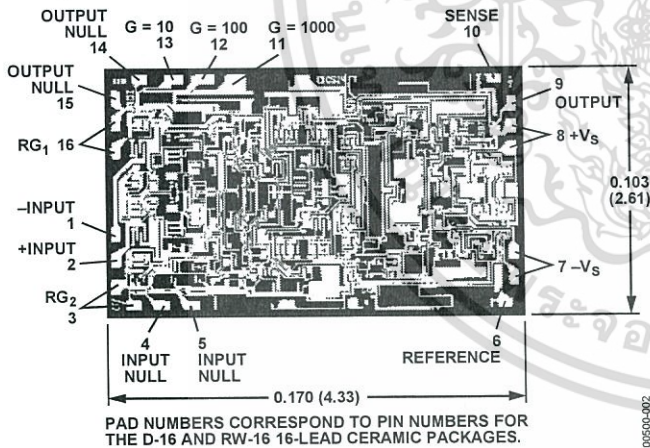 OUTPUT
NULL
14
G = 10
13
G = 100
12
G = 1000
11
SENSE
10
OUTPUT
NULL
15
9
OUTPUT
RG1 16
8 +VS
–INPUT
1
0.103
(2.61)
+INPUT
2
7 –VS
RG2
3
4
INPUT
NULL
5
INPUT
NULL
6
REFERENCE
0.170 (4.33)
PAD NUMBERS CORRESPOND TO PIN NUMBERS FOR
THE D-16 AND RW-16 16-LEAD CERAMIC PACKAGES.
00500-002